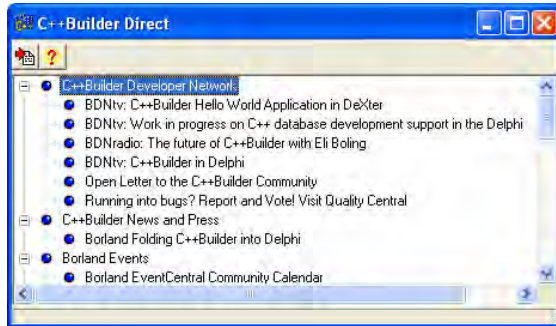 C++Builder Direct
?
C++Builder Developer Network
BDNtv: C++Builder Hello World Application in DeXter
BDNtv: Work in progress on C++ database development support in the Delphi
BDNradio: The future of C++Builder with Eli Boling
BDNtv: C++Builder in Delphi
Open Letter to the C++Builder Community
Running into bugs? Report and Vote! Visit Quality Central
C++Builder News and Press
Borland Folding C++Builder into Delphi
Borland Events
Borland EventCentral Community Calendar